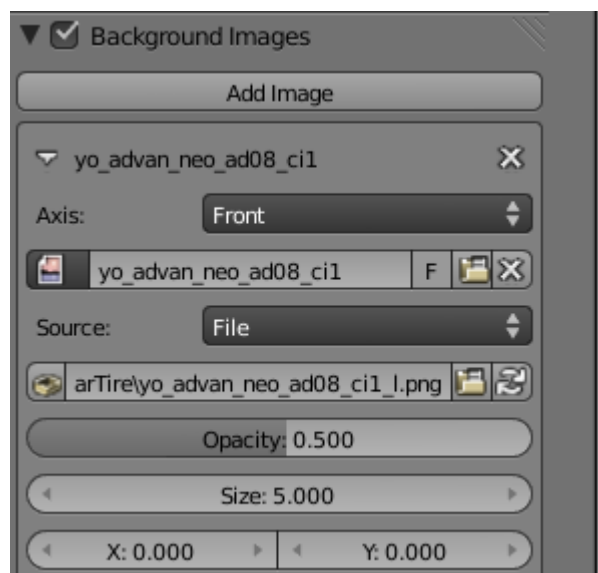 Background Images
Add Image
yo_advan_neo_ad08_ci1
Axis: Front
yo_advan_neo_ad08_ci1 F
Source: File
arTire\yo_advan_neo_ad08_ci1_l.png
Opacity: 0.500
Size: 5.000
X: 0.000 Y: 0.000